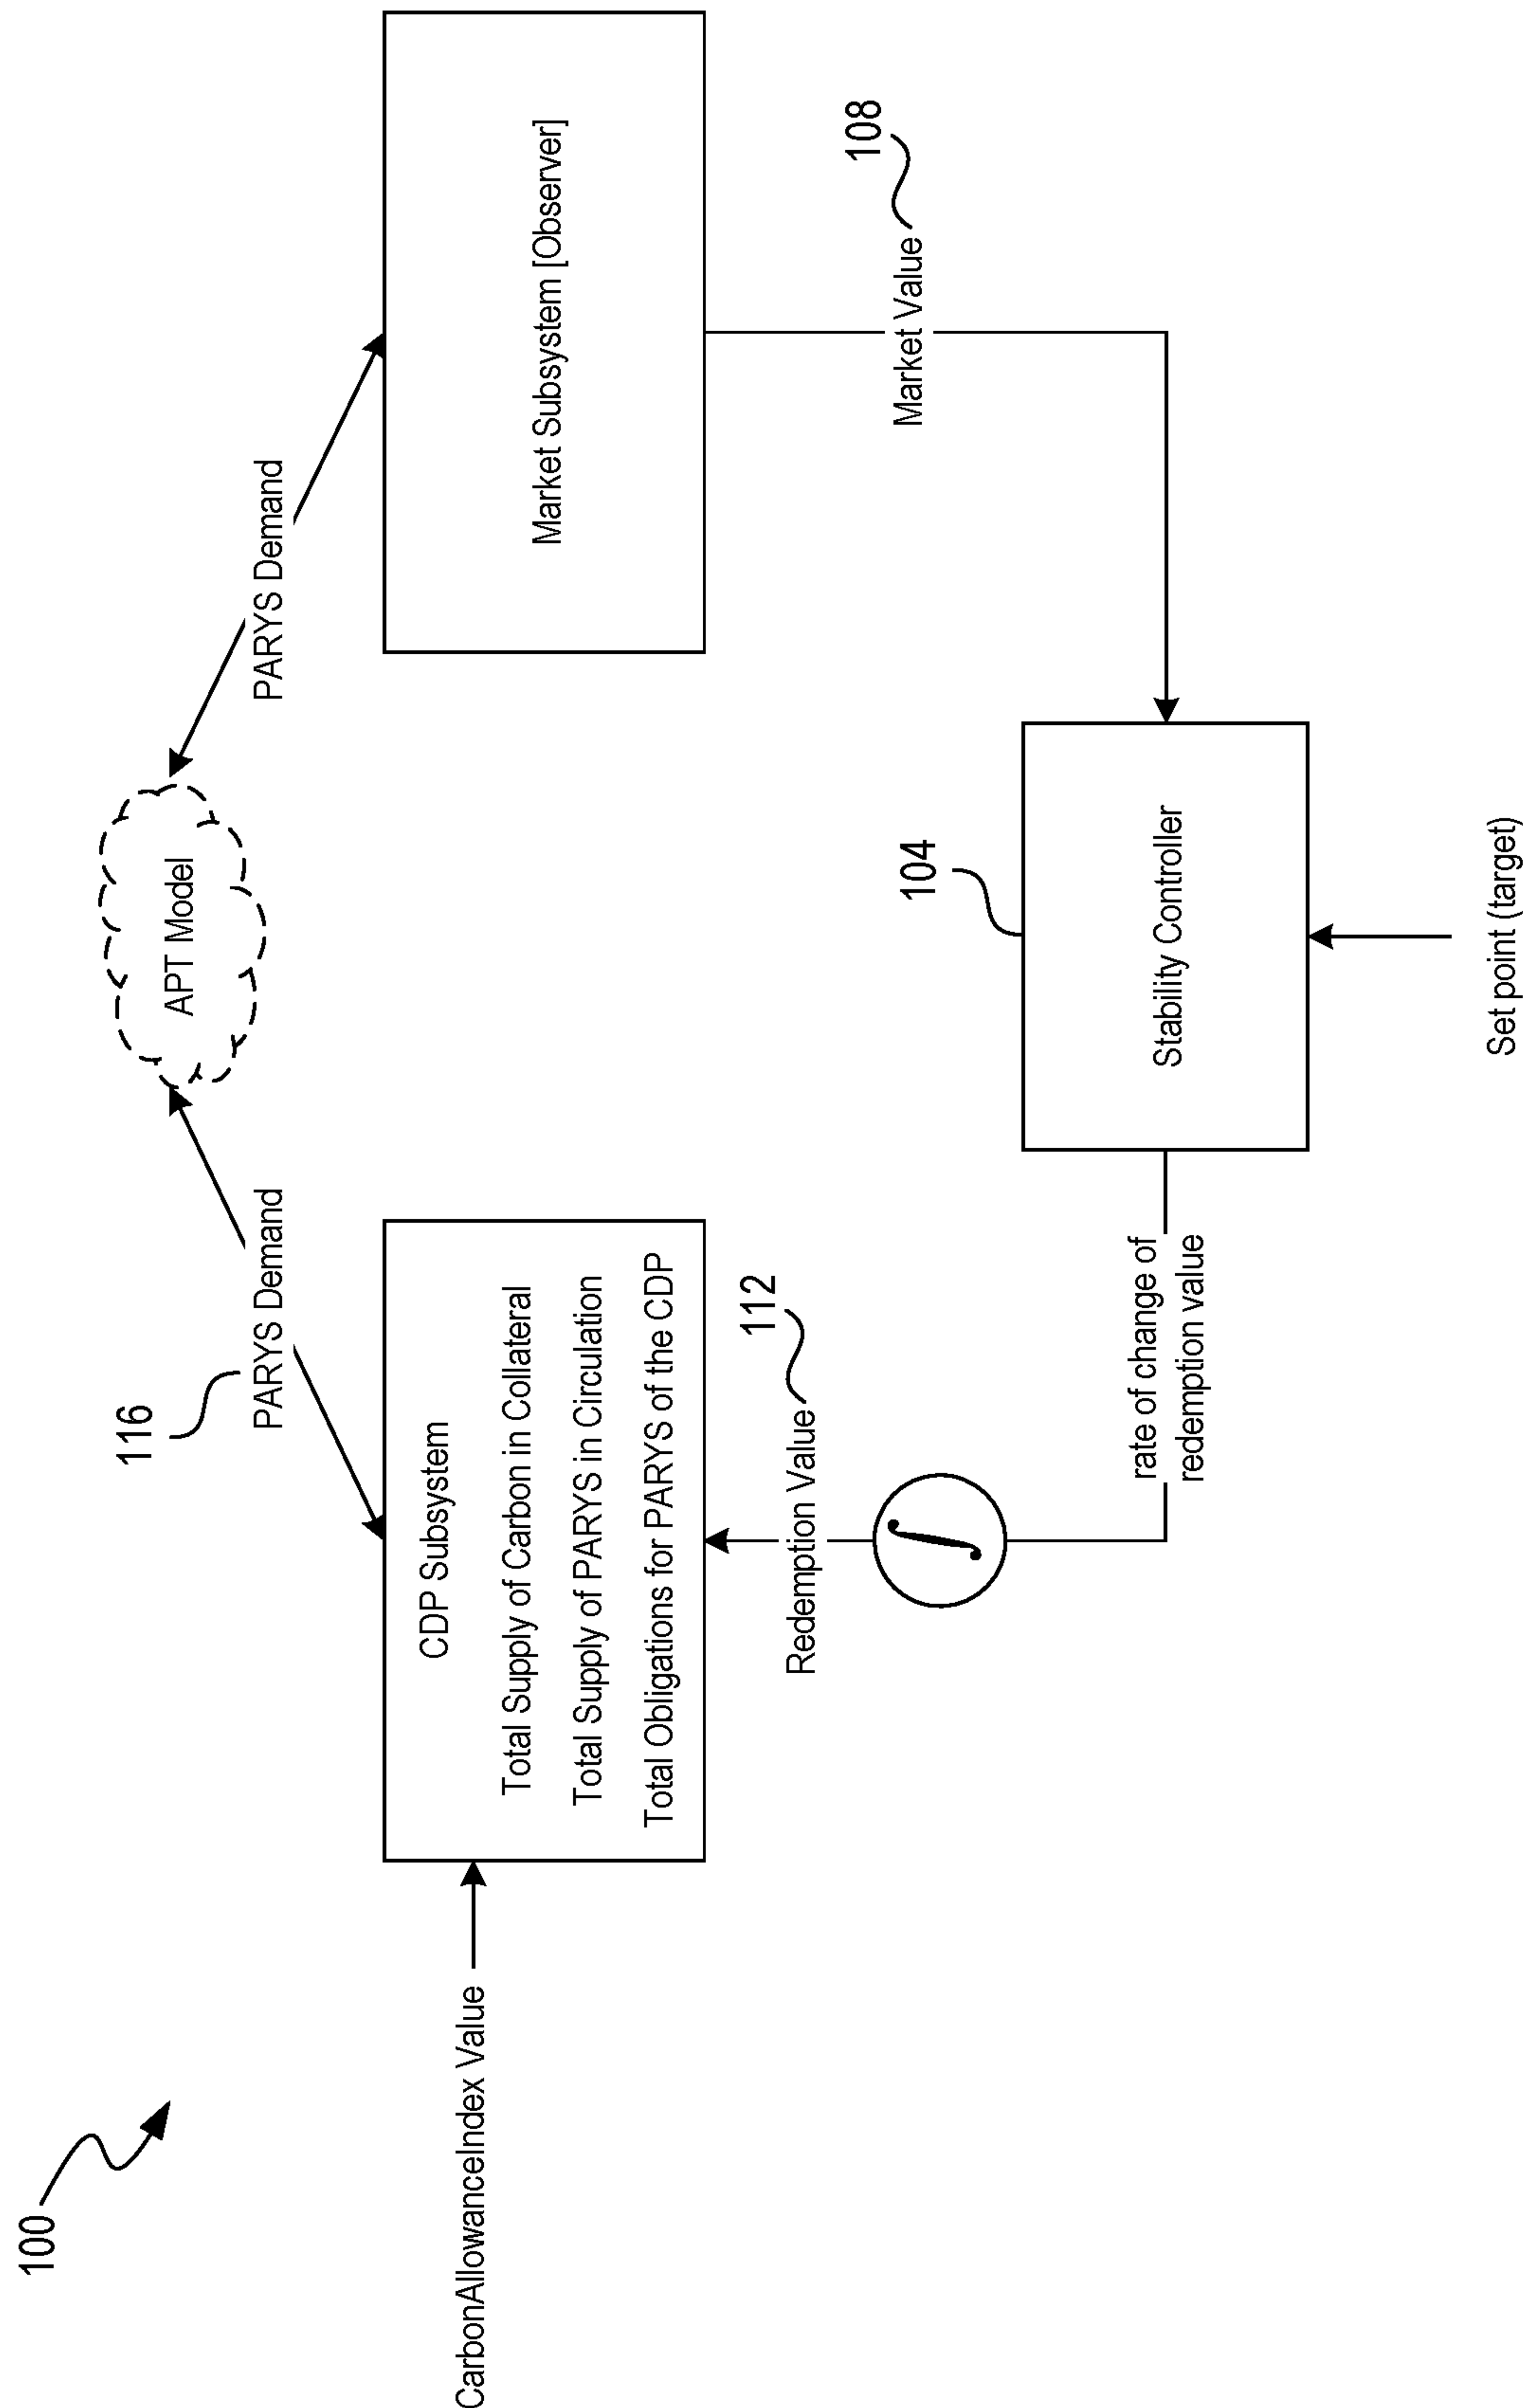 100
APT Model
116
PARYS Demand
PARYS Demand
CarbonAllowanceIndex Value
CDP Subsystem
Total Supply of Carbon in Collateral
Total Supply of PARYS in Circulation
Total Obligations for PARYS of the CDP
Market Subsystem [Observer]
112
Redemption Value
∫
108
Market Value
rate of change of
redemption value
104
Stability Controller
Set point (target)